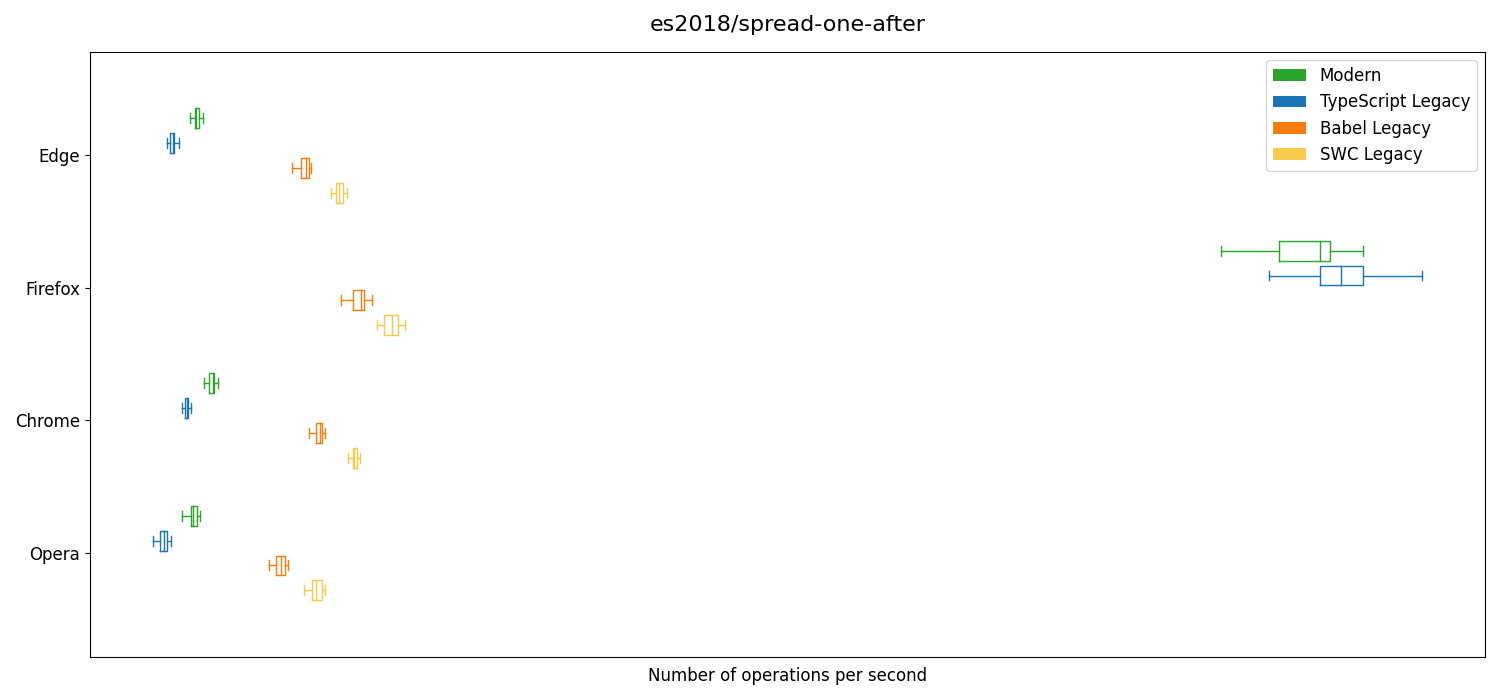 es2018/spread-one-after
Modern
TypeScript Legacy
Babel Legacy
SWC Legacy
Edge
Firefox
Chrome
Opera
Number of operations per second